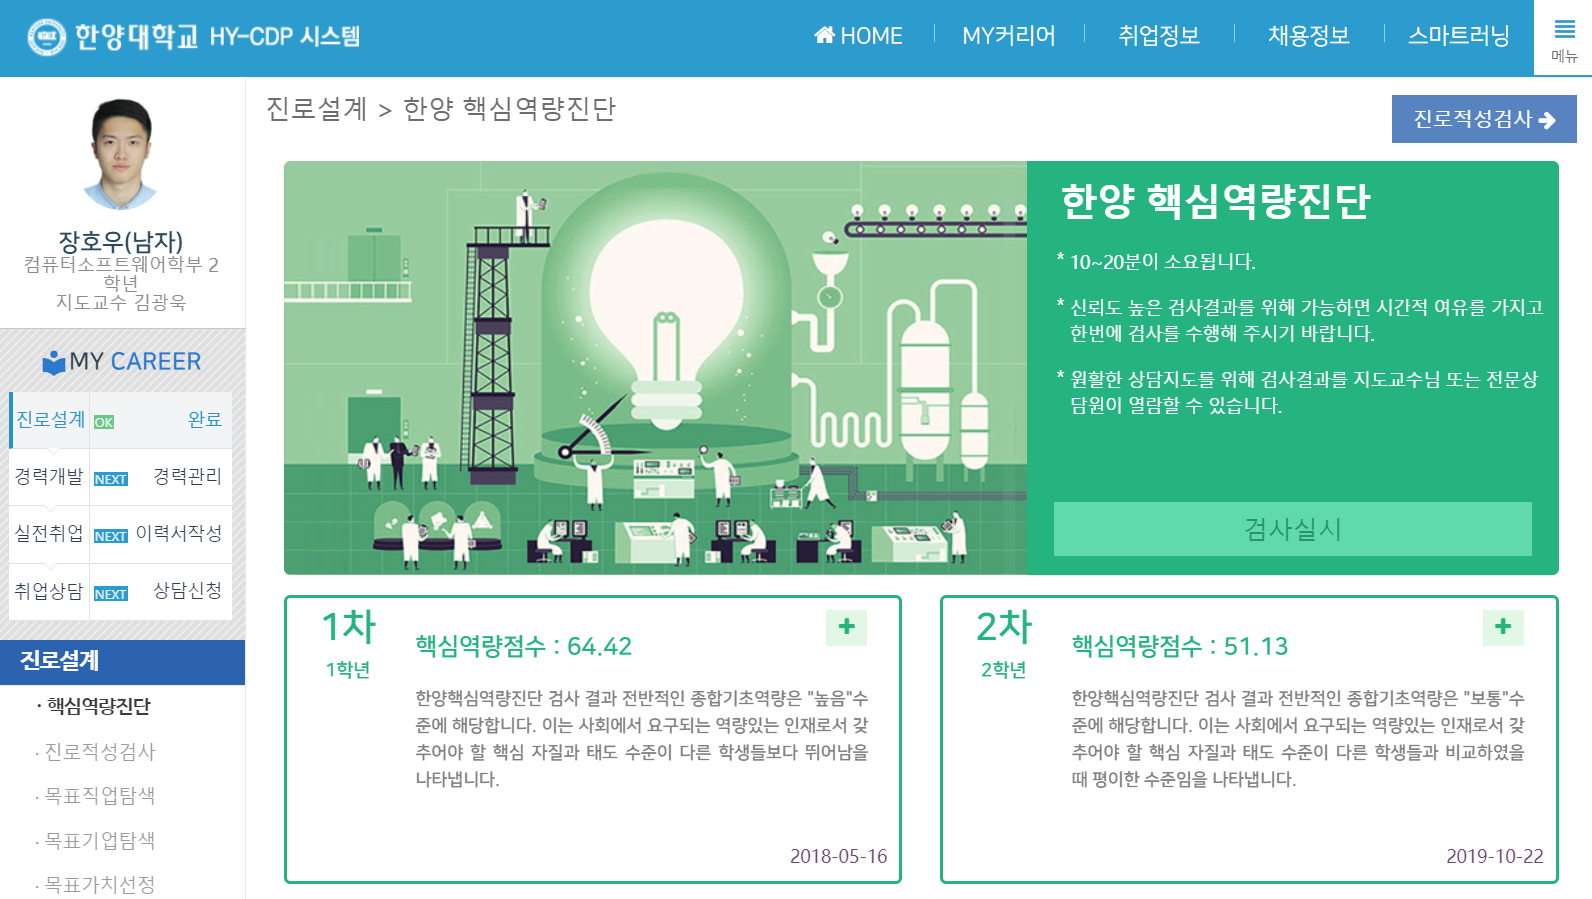 한양대학교 HY-CDP 시스템
HOME
MY커리어
취업정보
채용정보
스마트러닝
메뉴
장호우(남자)
컴퓨터소프트웨어학부 2
학년
지도교수 김광욱
MY CAREER
진로설계 OK 완료
경력개발 NEXT 경력관리
실전취업 NEXT 이력서작성
취업상담 NEXT 상담신청
진로설계
· 핵심역량진단
· 진로적성검사
· 목표직업탐색
· 목표기업탐색
· 목표가치선정
진로설계 > 한양 핵심역량진단
진로적성검사
한양 핵심역량진단
* 10~20분이 소요됩니다.
* 신뢰도 높은 검사결과를 위해 가능하면 시간적 여유를 가지고
한번에 검사를 수행해 주시기 바랍니다.
* 원활한 상담지도를 위해 검사결과를 지도교수님 또는 전문상
담원이 열람할 수 있습니다.
검사실시
1차
1학년
핵심역량점수 : 64.42
+
한양핵심역량진단 검사 결과 전반적인 종합기초역량은 "높음"수
준에 해당합니다. 이는 사회에서 요구되는 역량있는 인재로서 갖
추어야 할 핵심 자질과 태도 수준이 다른 학생들보다 뛰어남을
나타냅니다.
2018-05-16
2차
2학년
핵심역량점수 : 51.13
+
한양핵심역량진단 검사 결과 전반적인 종합기초역량은 "보통"수
준에 해당합니다. 이는 사회에서 요구되는 역량있는 인재로서 갖
추어야 할 핵심 자질과 태도 수준이 다른 학생들과 비교하였을
때 평이한 수준임을 나타냅니다.
2019-10-22